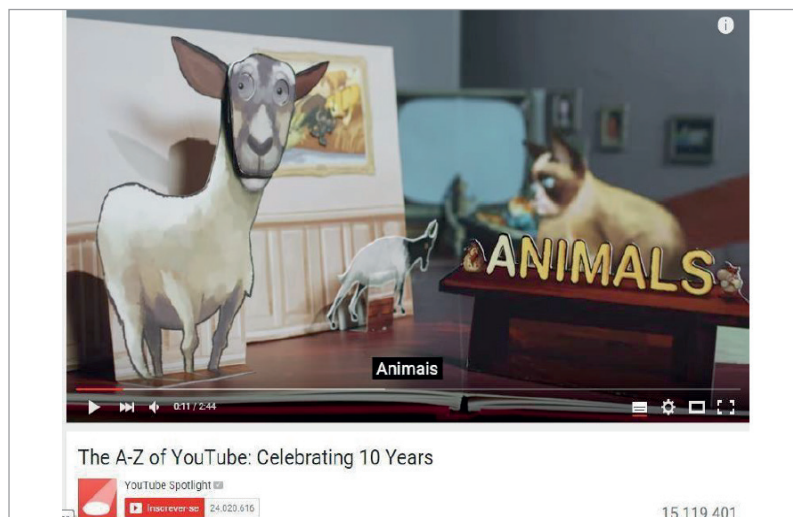 ANIMALS
Animais
0:11 / 2:44
The A-Z of YouTube: Celebrating 10 Years
YouTube Spotlight
Inscrever-se 24.020.616
15.119.401